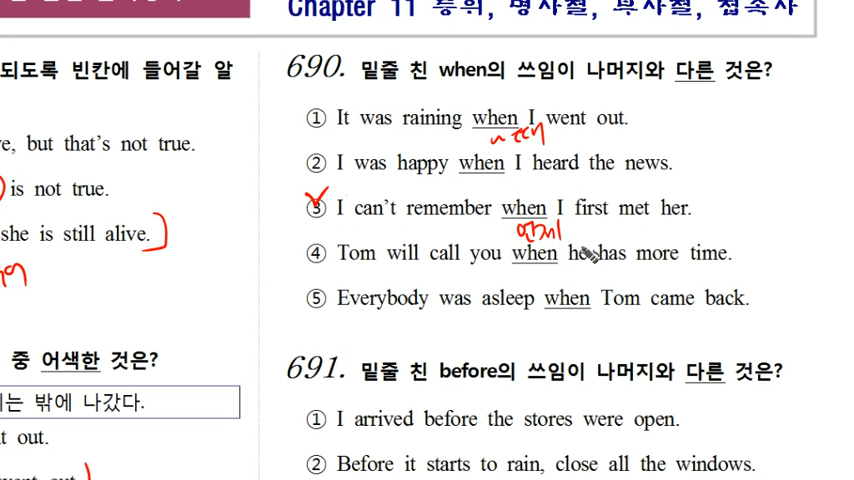 Chapter 11 동휘, 명사절, 부사절, 접속사
되도록 빈칸에 들어갈 알
e, but that's not true.
is not true.
she is still alive.
중 어색한 것은?
는 밖에 나갔다.
t out.
690. 밑줄 친 when의 쓰임이 나머지와 다른 것은?
① It was raining when I went out.
~ 때
② I was happy when I heard the news.
③ I can't remember when I first met her.
언제
④ Tom will call you when he has more time.
⑤ Everybody was asleep when Tom came back.
691. 밑줄 친 before의 쓰임이 나머지와 다른 것은?
① I arrived before the stores were open.
② Before it starts to rain, close all the windows.